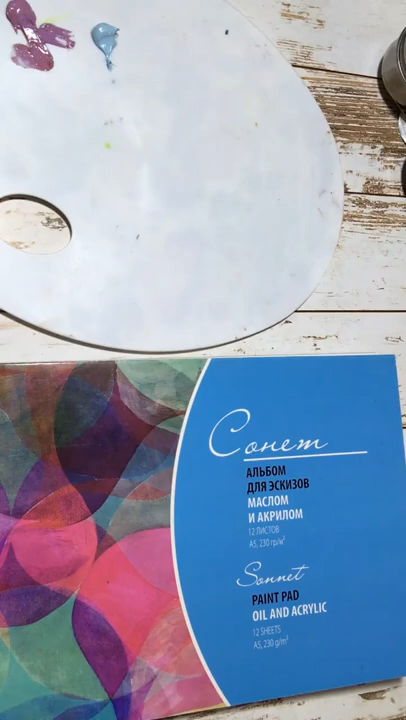 Сонет
АЛЬБОМ
ДЛЯ ЭСКИЗОВ
МАСЛОМ
И АКРИЛОМ
12 ЛИСТОВ
А5, 230 гр/м²
Sonnet
PAINT PAD
OIL AND ACRYLIC
12 SHEETS
A5, 230 g/m²